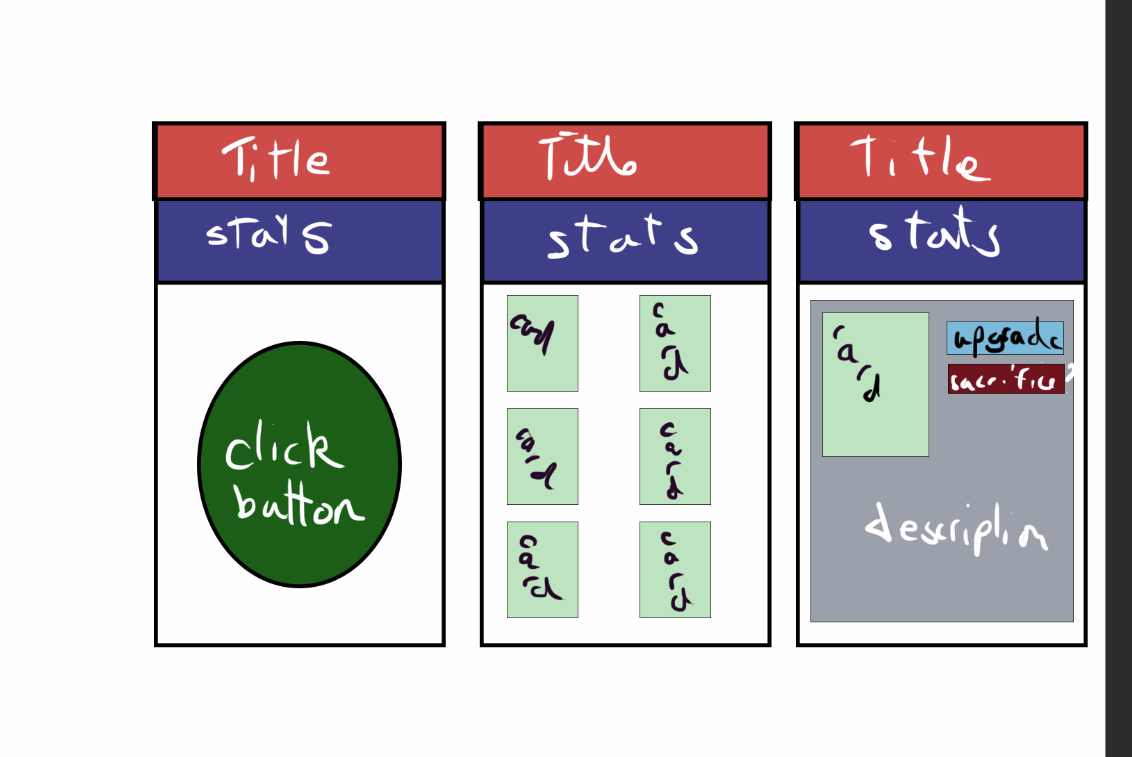 Title
stats
click
button
Title
stats
card
card
card
card
card
card
Title
stats
card
upgrade
sacrifice
description